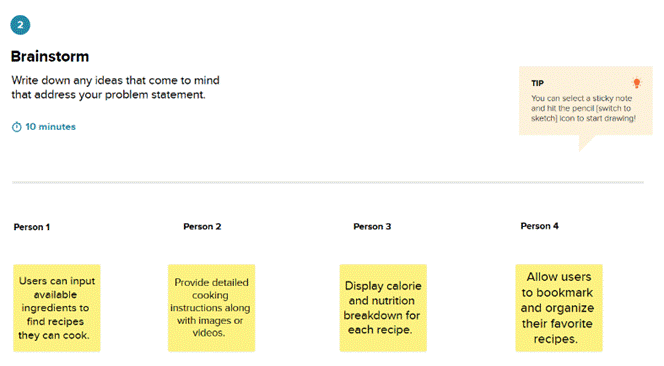 2
Brainstorm
Write down any ideas that come to mind
that address your problem statement.
10 minutes
TIP
You can select a sticky note
and hit the pencil [switch to
sketch] icon to start drawing!
Person 1
Person 2
Person 3
Person 4
Users can input
available
ingredients to
find recipes
they can cook.
Provide detailed
cooking
instructions along
with images or
videos.
Display calorie
and nutrition
breakdown for
each recipe.
Allow users
to bookmark
and organize
their favorite
recipes.